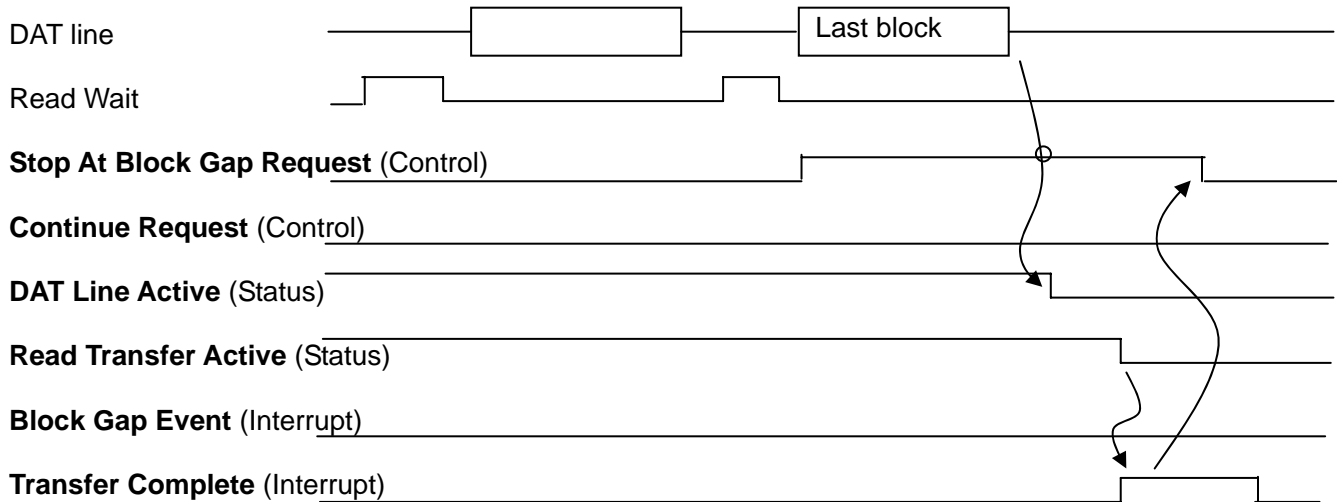 DAT line
Last block
Read Wait
Stop At Block Gap Request (Control)
Continue Request (Control)
DAT Line Active (Status)
Read Transfer Active (Status)
Block Gap Event (Interrupt)
Transfer Complete (Interrupt)